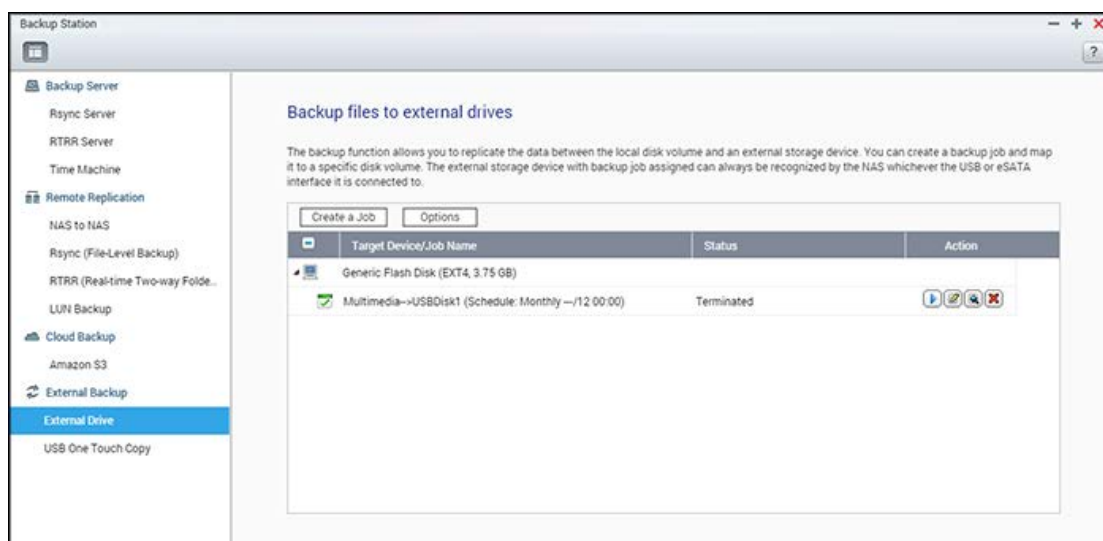 Backup Station
?
Backup Server
Rsync Server
RTRR Server
Time Machine
Remote Replication
NAS to NAS
Rsync (File-Level Backup)
RTRR (Real-time Two-way Folde...
LUN Backup
Cloud Backup
Amazon S3
External Backup
External Drive
USB One Touch Copy
Backup files to external drives
The backup function allows you to replicate the data between the local disk volume and an external storage device. You can create a backup job and map
it to a specific disk volume. The external storage device with backup job assigned can always be recognized by the NAS whichever the USB or eSATA
interface it is connected to.
Create a Job Options
Target Device/Job Name Status Action
Generic Flash Disk (EXT4, 3.75 GB)
Multimedia-->USBDisk1 (Schedule: Monthly --/12 00:00) Terminated